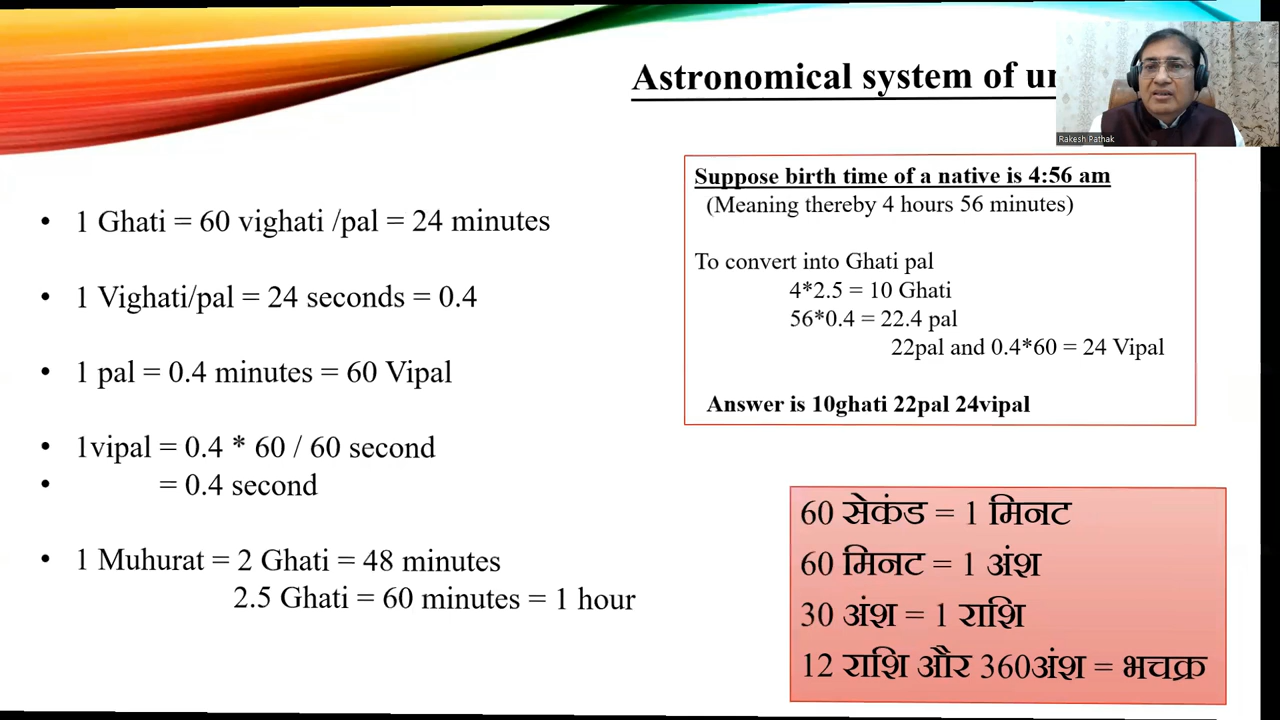 Astronomical system of
Rakesh Pathak
• 1 Ghati = 60 vighati /pal = 24 minutes
• 1 Vighati/pal = 24 seconds = 0.4
• 1 pal = 0.4 minutes = 60 Vipal
• 1vipal = 0.4 * 60 / 60 second
• = 0.4 second
• 1 Muhurat = 2 Ghati = 48 minutes
2.5 Ghati = 60 minutes = 1 hour
Suppose birth time of a native is 4:56 am
(Meaning thereby 4 hours 56 minutes)
To convert into Ghati pal
4*2.5 = 10 Ghati
56*0.4 = 22.4 pal
22pal and 0.4*60 = 24 Vipal
Answer is 10ghati 22pal 24vipal
60 सेकंड = 1 मिनट
60 मिनट = 1 अंश
30 अंश = 1 राशि
12 राशि और 360अंश = भचक्र